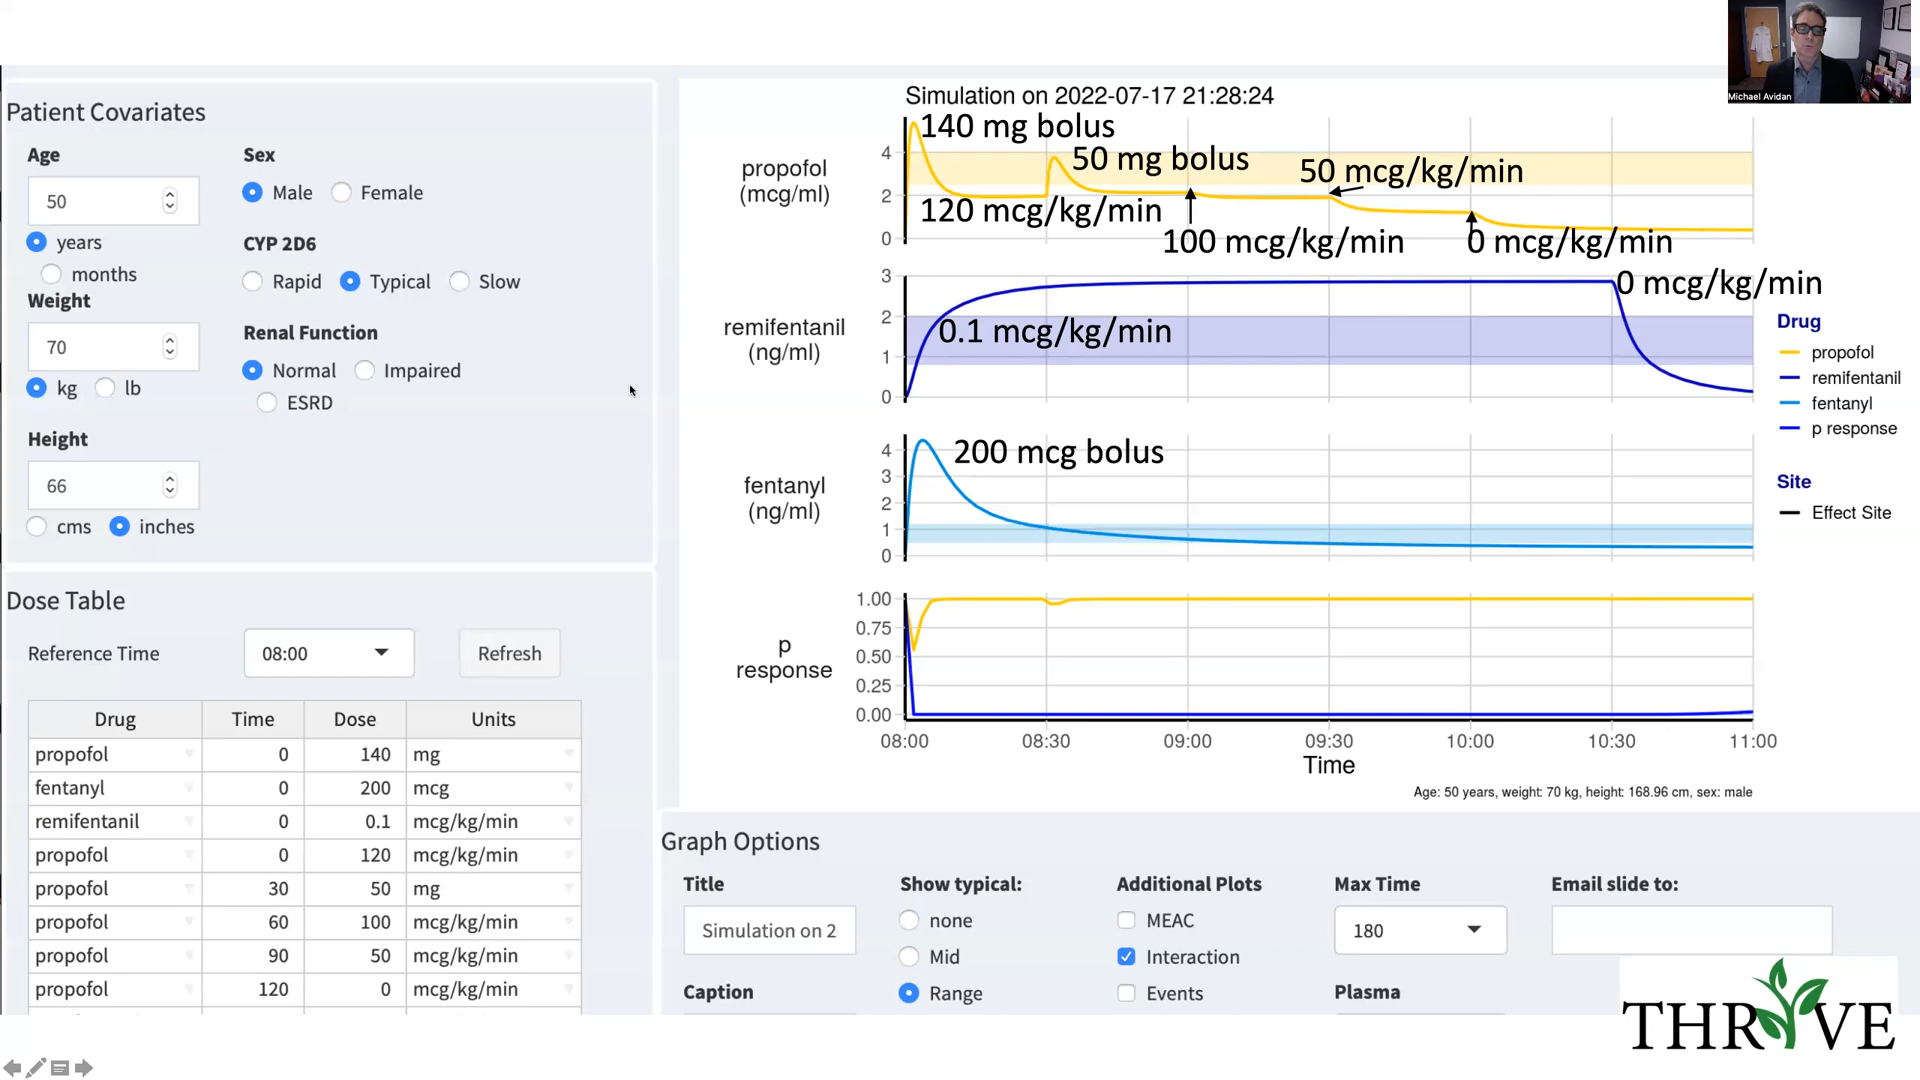 Michael Avidan
Patient Covariates
Age
50
years
months
Weight
70
kg
lb
Height
66
cms
inches
Sex
Male
Female
CYP 2D6
Rapid
Typical
Slow
Renal Function
Normal
Impaired
ESRD
Dose Table
Reference Time
08:00
Refresh
Drug Time Dose Units
propofol 0 140 mg
fentanyl 0 200 mcg
remifentanil 0 0.1 mcg/kg/min
propofol 0 120 mcg/kg/min
propofol 30 50 mg
propofol 60 100 mcg/kg/min
propofol 90 50 mcg/kg/min
propofol 120 0 mcg/kg/min
Simulation on 2022-07-17 21:28:24
propofol
(mcg/ml)
4
2
0
140 mg bolus
50 mg bolus
50 mcg/kg/min
120 mcg/kg/min
100 mcg/kg/min
0 mcg/kg/min
remifentanil
(ng/ml)
3
2
1
0
0.1 mcg/kg/min
0 mcg/kg/min
fentanyl
(ng/ml)
4
3
2
1
0
200 mcg bolus
p
response
1.00
0.75
0.50
0.25
0.00
08:00 08:30 09:00 09:30 10:00 10:30 11:00
Time
Age: 50 years, weight: 70 kg, height: 168.96 cm, sex: male
Drug
propofol
remifentanil
fentanyl
p response
Site
Effect Site
Graph Options
Title
Simulation on 2
Caption
Show typical:
none
Mid
Range
Additional Plots
MEAC
Interaction
Events
Max Time
180
Plasma
Email slide to:
THRIVE